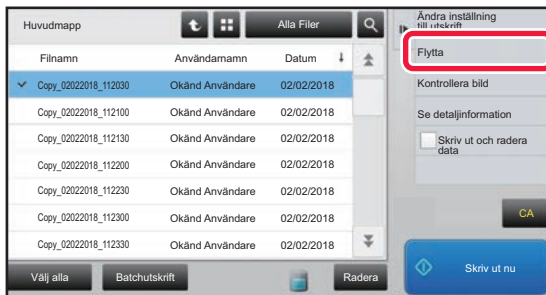 Huvudmapp
Alla Filer
Filnamn Användarnamn Datum
Copy_02022018_112030 Okänd Användare 02/02/2018
Copy_02022018_112100 Okänd Användare 02/02/2018
Copy_02022018_112130 Okänd Användare 02/02/2018
Copy_02022018_112200 Okänd Användare 02/02/2018
Copy_02022018_112230 Okänd Användare 02/02/2018
Copy_02022018_112300 Okänd Användare 02/02/2018
Copy_02022018_112330 Okänd Användare 02/02/2018
Välj alla
Batchutskrift
Radera
Ändra inställning
till utskrift
Flytta
Kontrollera bild
Se detaljinformation
Skriv ut och radera
data
CA
Skriv ut nu